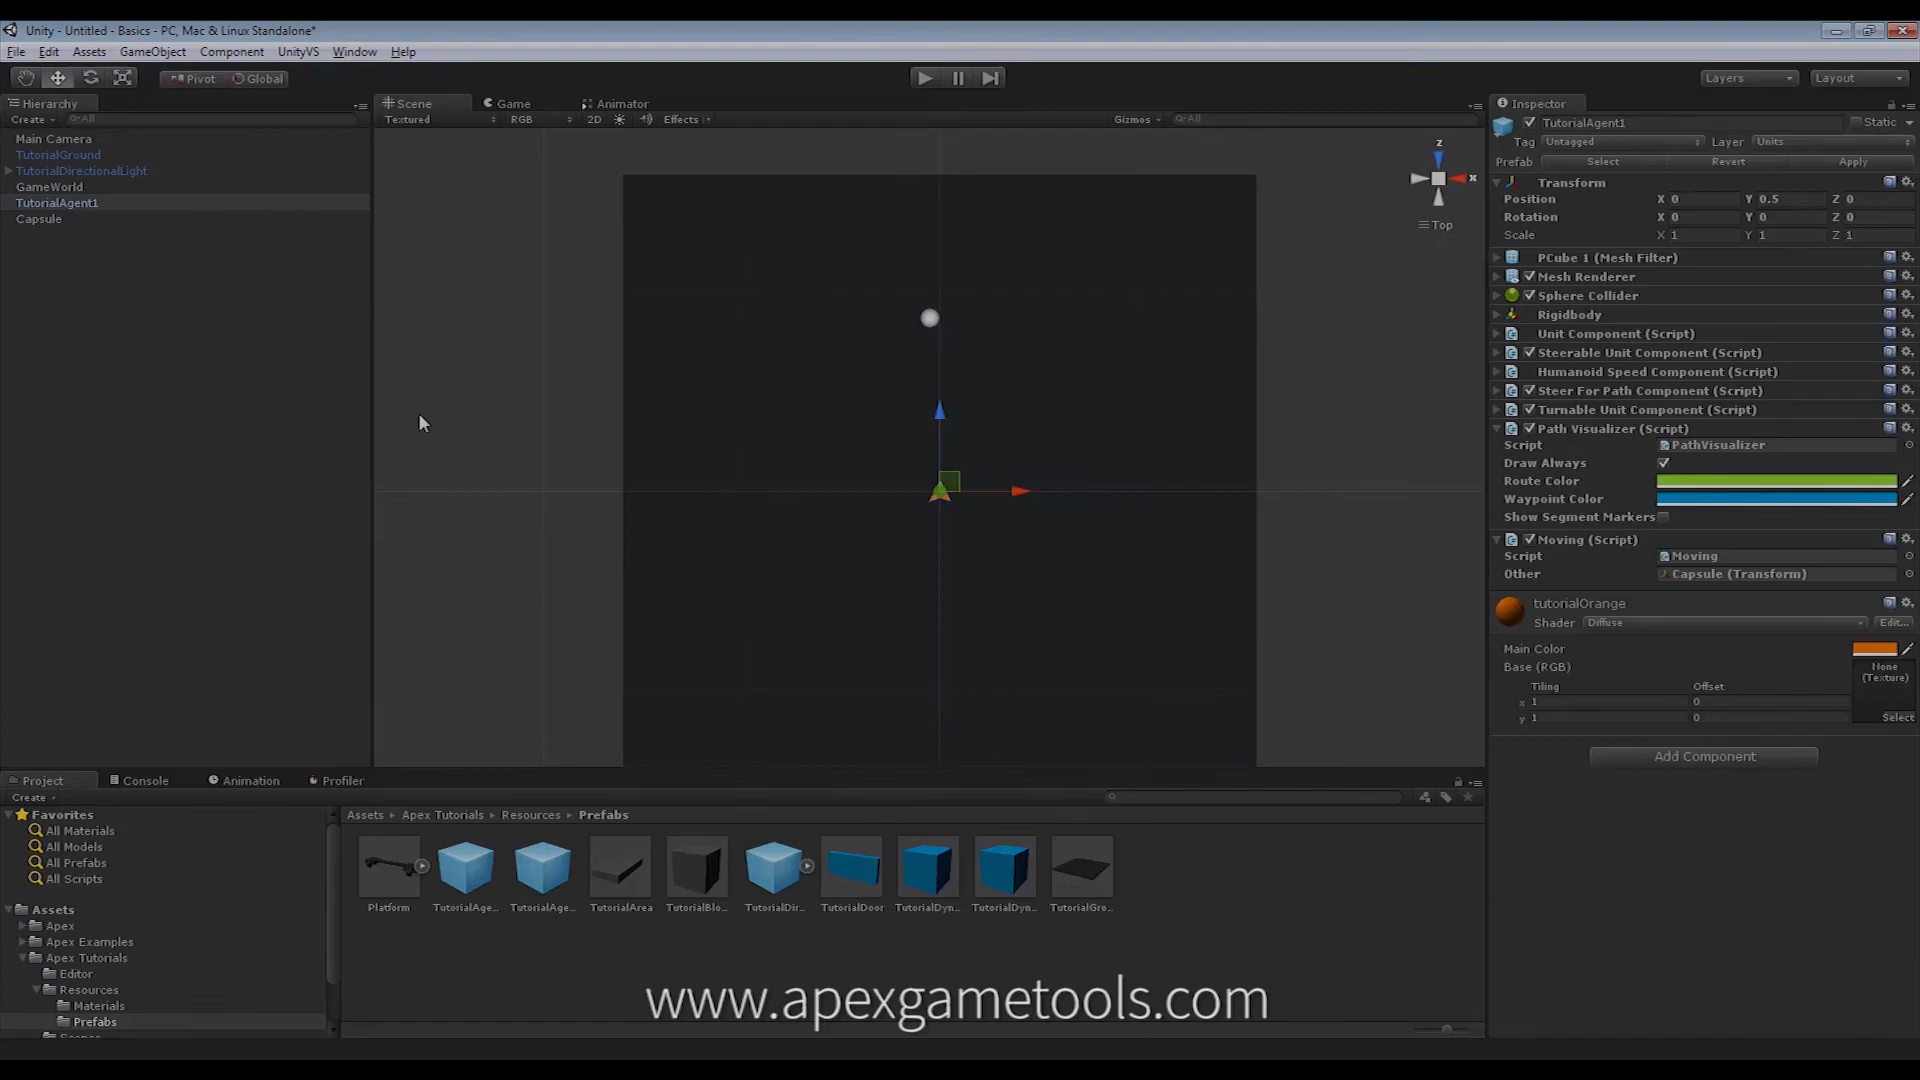 Unity - Untitled - Basics - PC, Mac & Linux Standalone*
File Edit Assets GameObject Component UnityVS Window Help
Pivot Global
Layers Layout
Hierarchy
Create All
Main Camera
TutorialGround
TutorialDirectionalLight
GameWorld
TutorialAgent1
Capsule
Scene Game Animator
Textured RGB 2D Effects Gizmos All
z
x
Top
Inspector
TutorialAgent1 Static
Tag Untagged Layer Units
Prefab Select Revert Apply
Transform
Position X 0 Y 0.5 Z 0
Rotation X 0 Y 0 Z 0
Scale X 1 Y 1 Z 1
PCube 1 (Mesh Filter)
Mesh Renderer
Sphere Collider
Rigidbody
Unit Component (Script)
Steerable Unit Component (Script)
Humanoid Speed Component (Script)
Steer For Path Component (Script)
Turnable Unit Component (Script)
Path Visualizer (Script)
Script PathVisualizer
Draw Always
Route Color
Waypoint Color
Show Segment Markers
Moving (Script)
Script Moving
Other Capsule (Transform)
tutorialOrange
Shader Diffuse Edit...
Main Color
Base (RGB)
None
(Texture)
Tiling Offset
x 1 0
y 1 0
Select
Add Component
Project Console Animation Profiler
Create
Favorites
All Materials
All Models
All Prefabs
All Scripts
Assets
Apex
Apex Examples
Apex Tutorials
Editor
Resources
Materials
Prefabs
Assets Apex Tutorials Resources Prefabs
Platform TutorialAge... TutorialAge... TutorialArea TutorialBlo... TutorialDir... TutorialDoor TutorialDyn... TutorialDyn... TutorialGro...
www.apexgametools.com